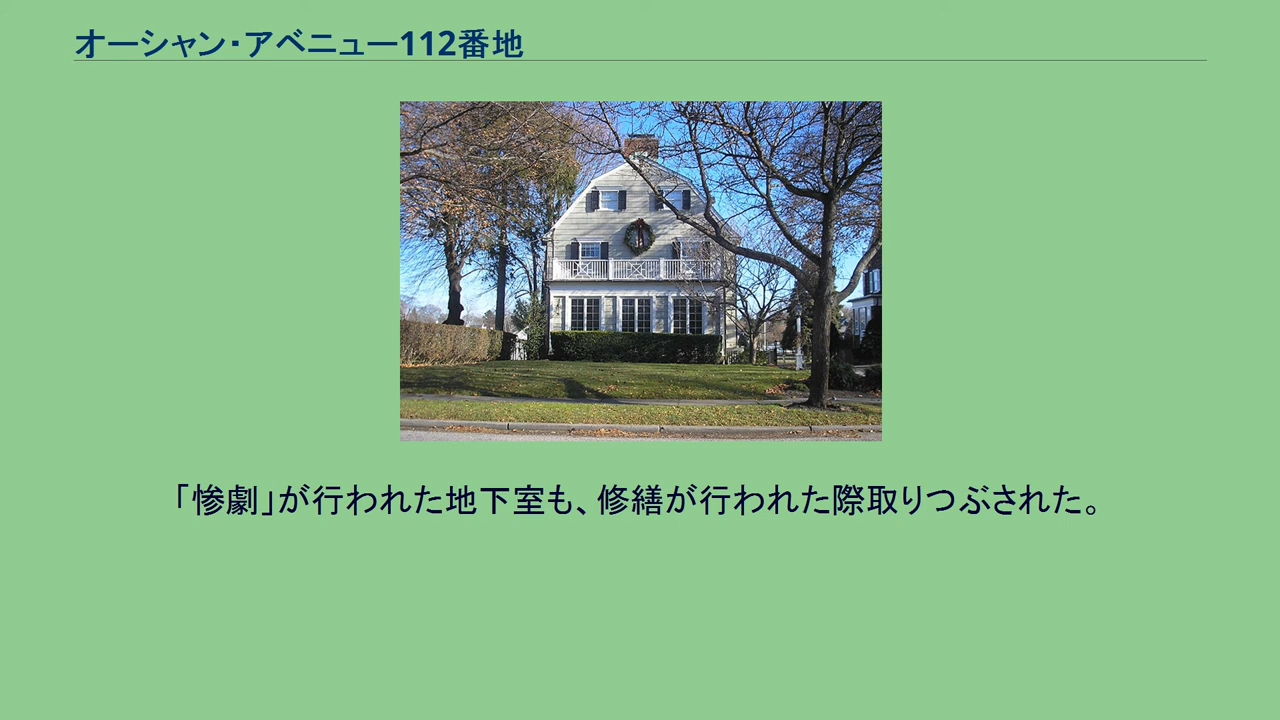 オーシャン・アベニュー112番地
「惨劇」が行われた地下室も、修繕が行われた際取りつぶされた。